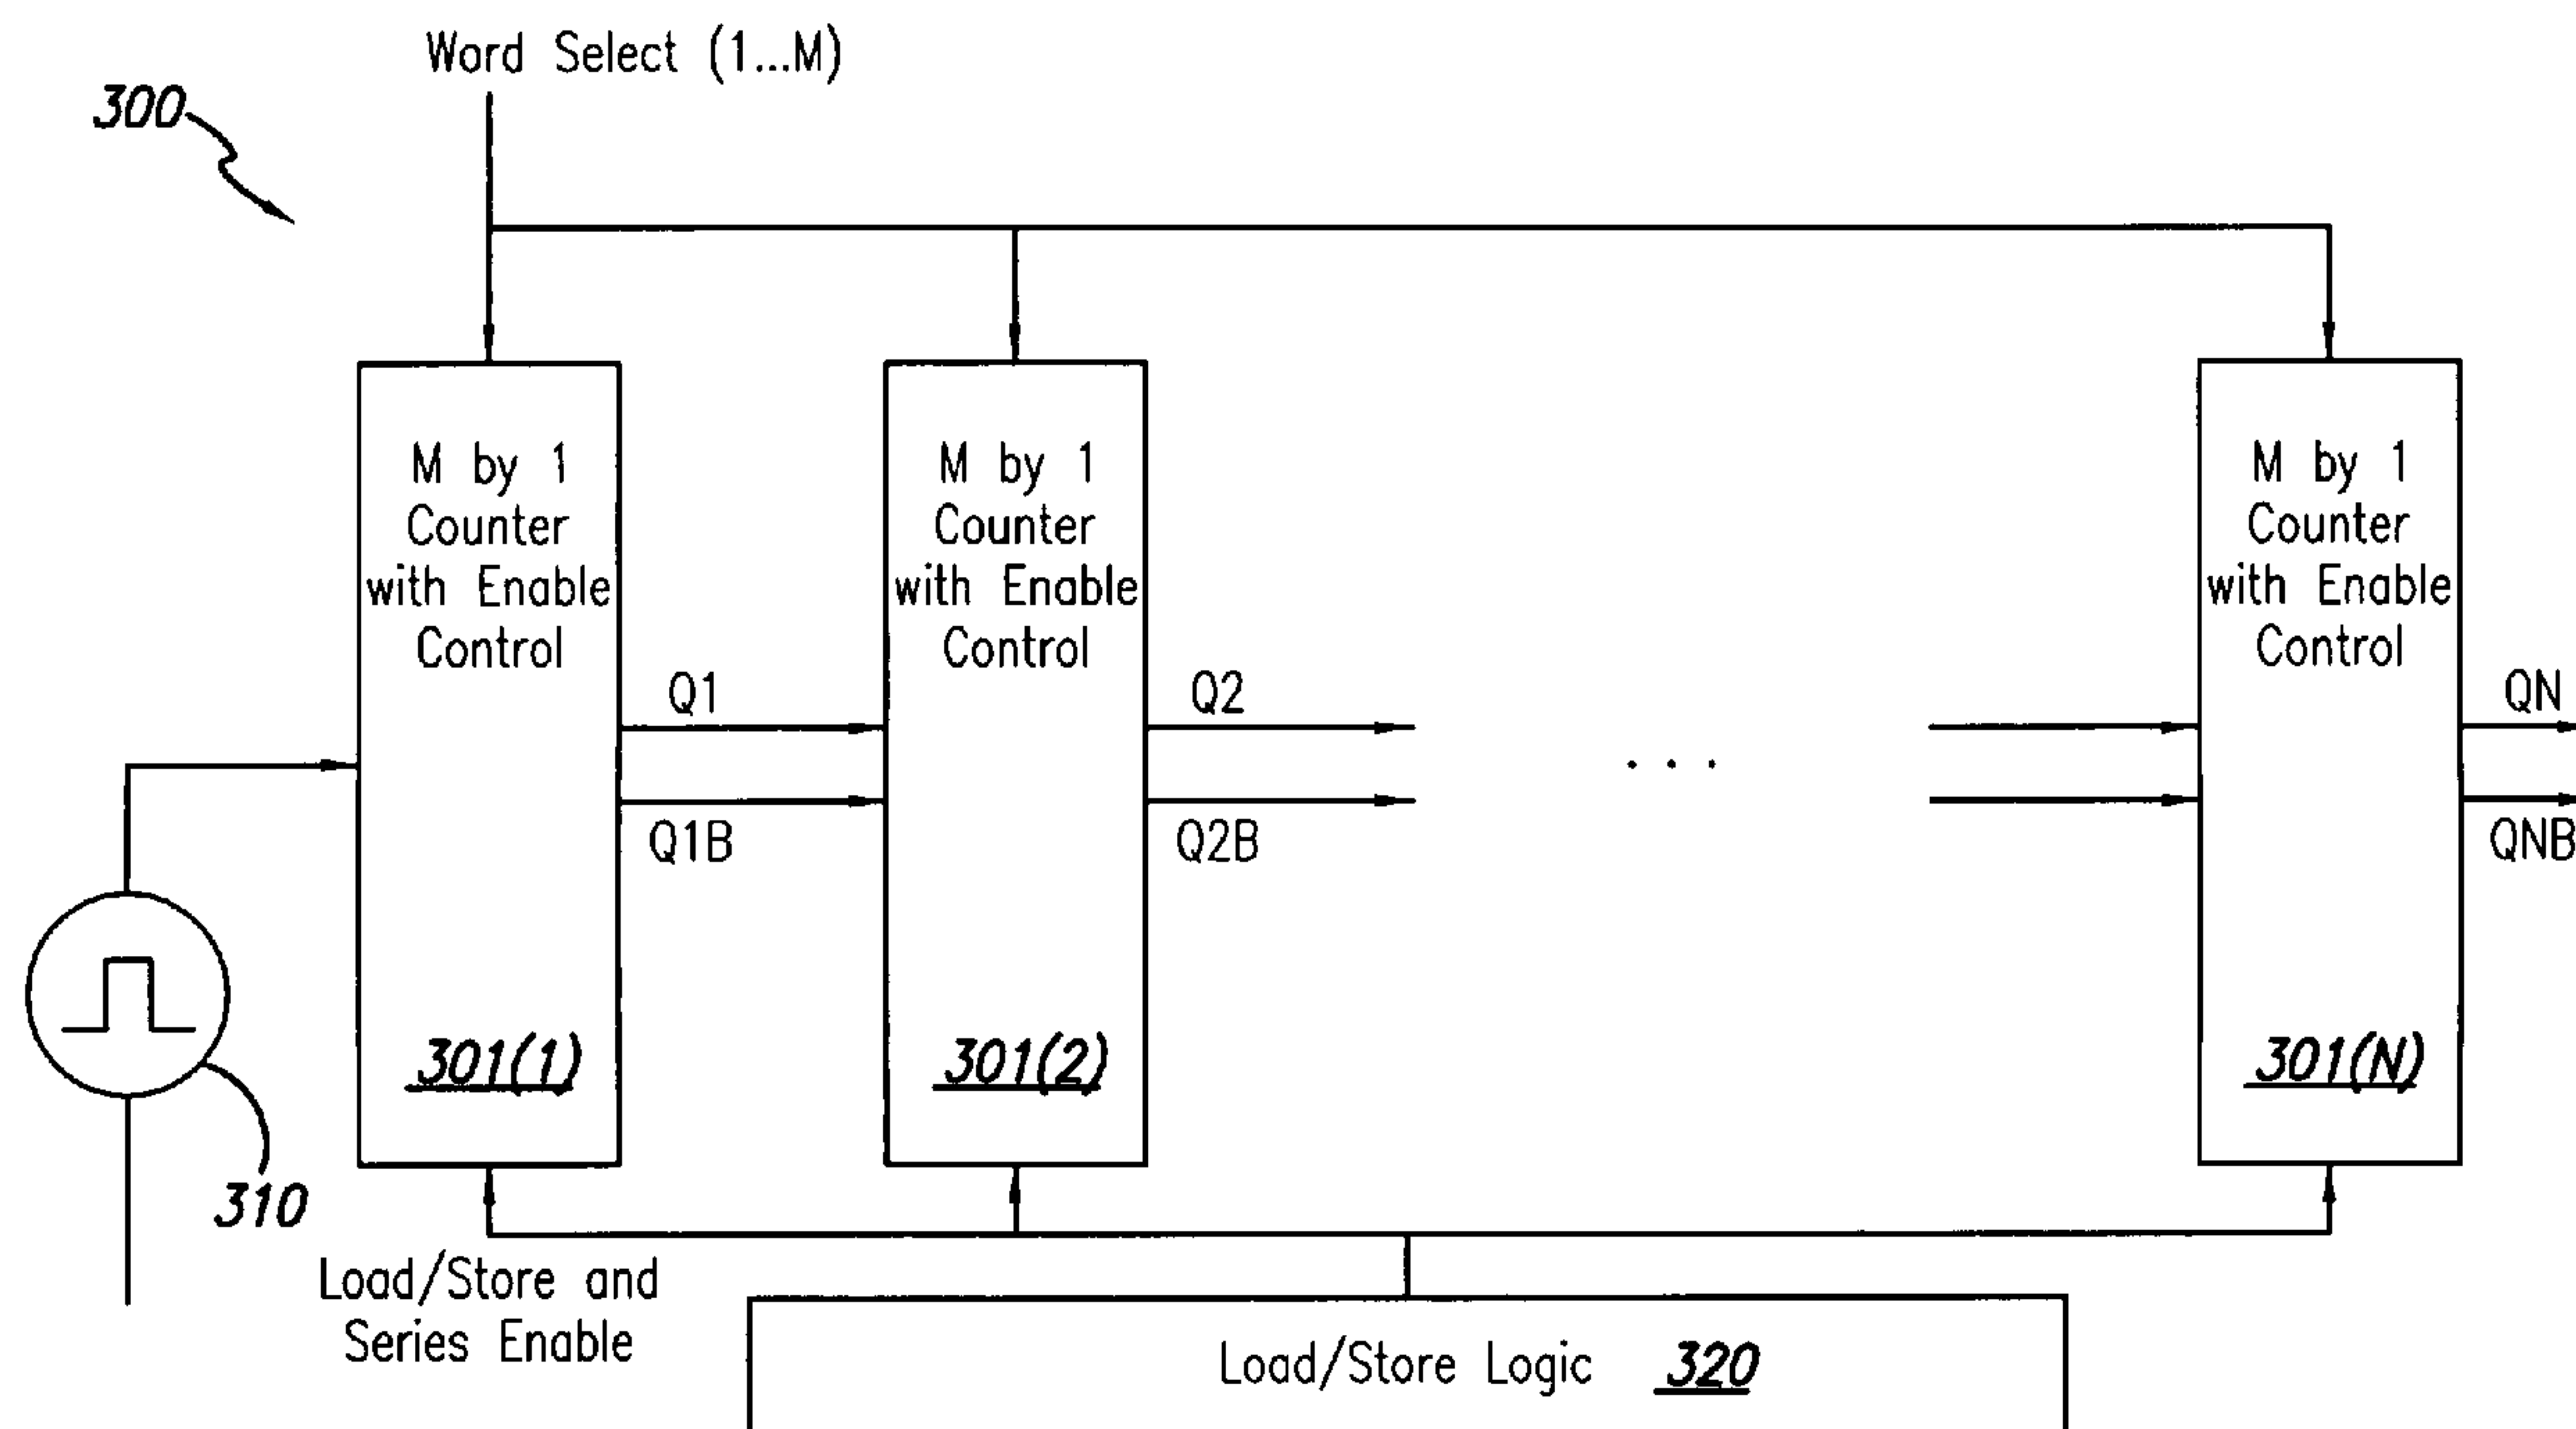 Word Select (1...M)
300
M by 1
Counter
with Enable
Control
M by 1
Counter
with Enable
Control
M by 1
Counter
with Enable
Control
Q1
Q2
QN
. . .
Q1B
Q2B
QNB
301(1)
301(2)
301(N)
310
Load/Store and
Series Enable
Load/Store Logic 320